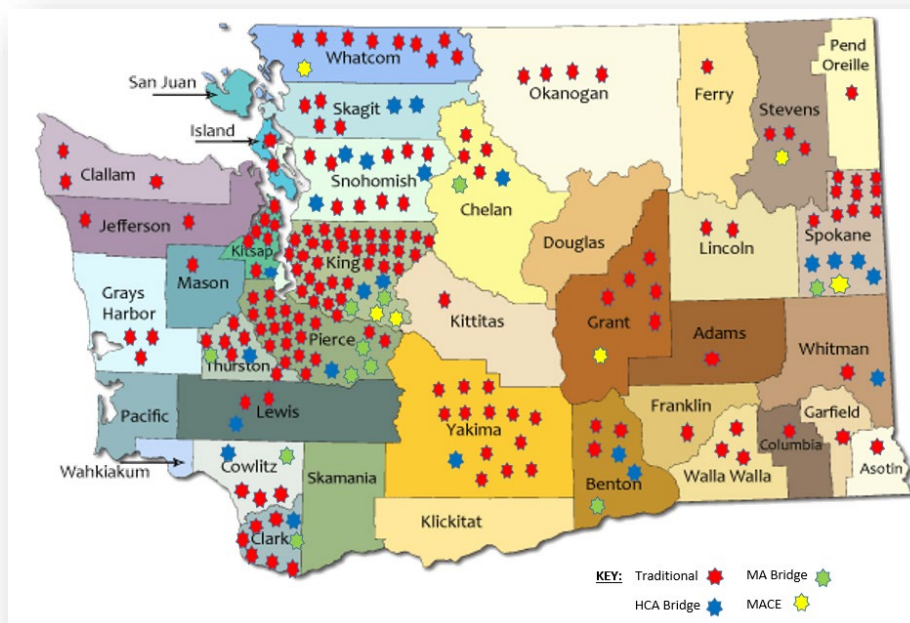 Whatcom
San Juan
Skagit
Island
Okanogan
Ferry
Pend
Oreille
Stevens
Clallam
Snohomish
Chelan
Jefferson
Kitsap
King
Douglas
Lincoln
Spokane
Mason
Grays
Harbor
Kittitas
Grant
Adams
Pierce
Thurston
Whitman
Pacific
Lewis
Yakima
Franklin
Garfield
Columbia
Wahkiakum
Cowlitz
Skamania
Benton
Walla Walla
Asotin
Klickitat
Clark
KEY: Traditional MA Bridge
HCA Bridge MACE